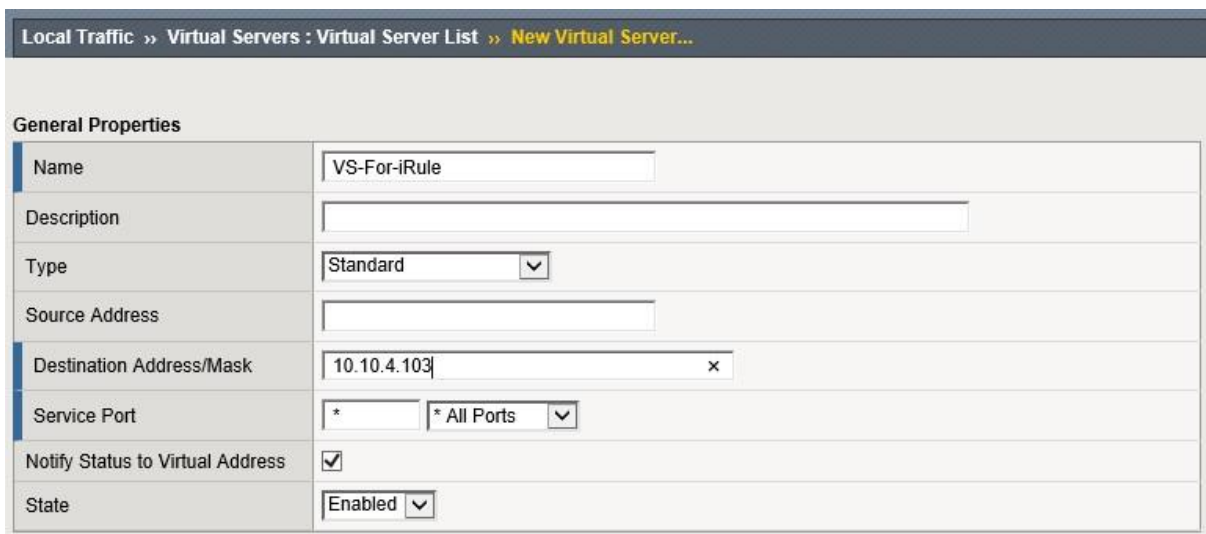 Local Traffic ›› Virtual Servers : Virtual Server List ›› New Virtual Server...
General Properties
Name VS-For-iRule
Description
Type Standard
Source Address
Destination Address/Mask 10.10.4.103 ×
Service Port * * All Ports
Notify Status to Virtual Address
State Enabled